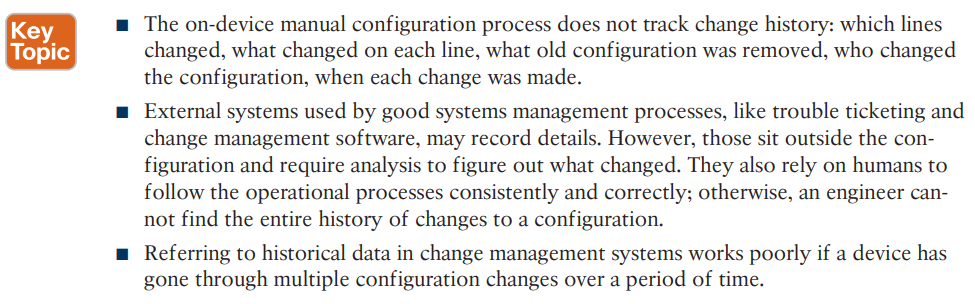 Key
Topic
■ The on-device manual configuration process does not track change history: which lines
changed, what changed on each line, what old configuration was removed, who changed
the configuration, when each change was made.
■ External systems used by good systems management processes, like trouble ticketing and
change management software, may record details. However, those sit outside the con-
figuration and require analysis to figure out what changed. They also rely on humans to
follow the operational processes consistently and correctly; otherwise, an engineer can-
not find the entire history of changes to a configuration.
■ Referring to historical data in change management systems works poorly if a device has
gone through multiple configuration changes over a period of time.